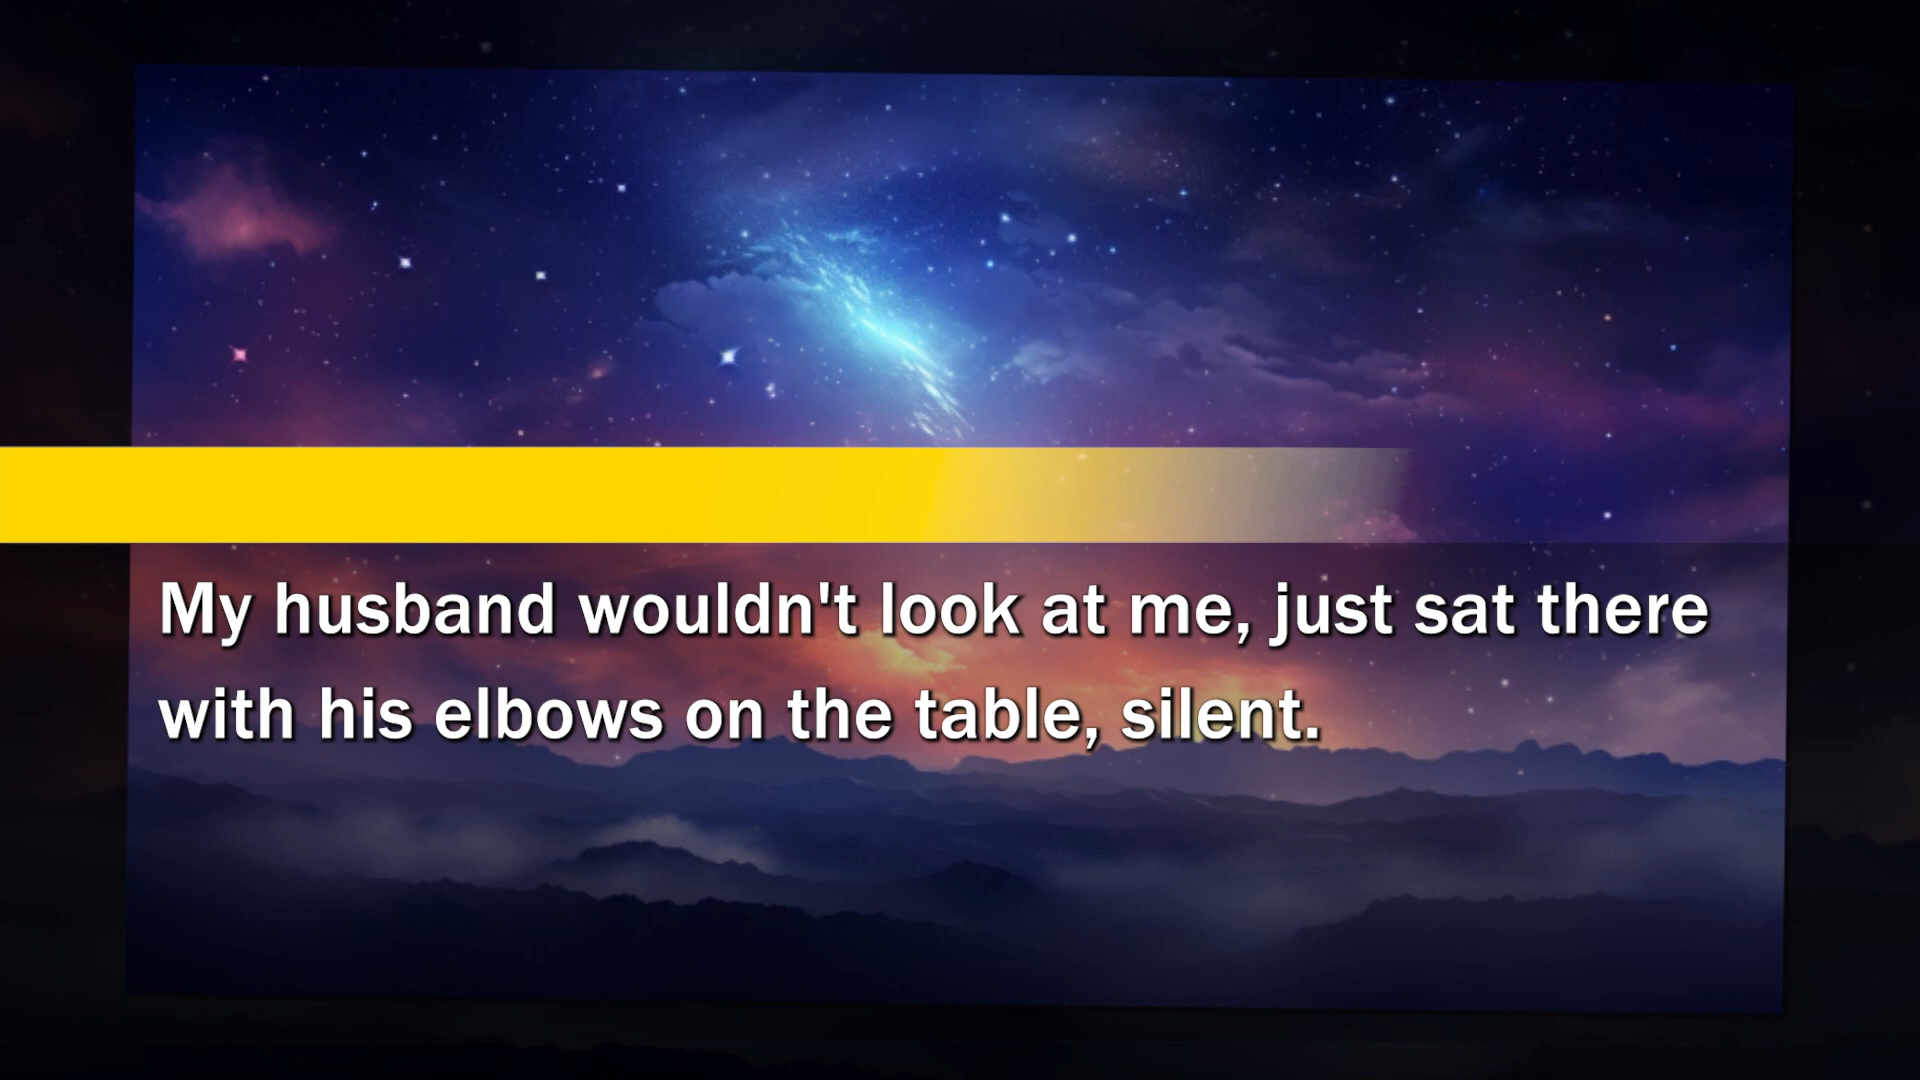 My husband wouldn't look at me, just sat there
with his elbows on the table, silent.